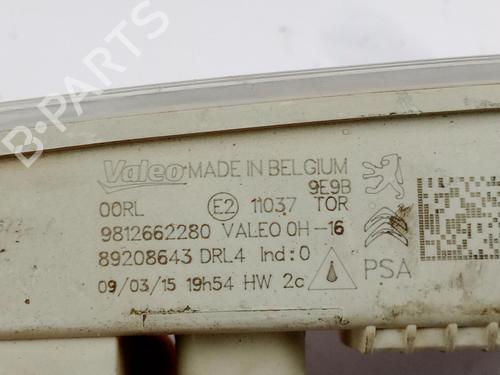 B-PARTS
Valeo MADE IN BELGIUM
9E9B
00RL E2 11037 TOR
9812662280 VALEO 0H-16
89208643 DRL4 Ind:0
09/03/15 19h54 HW 2c PSA